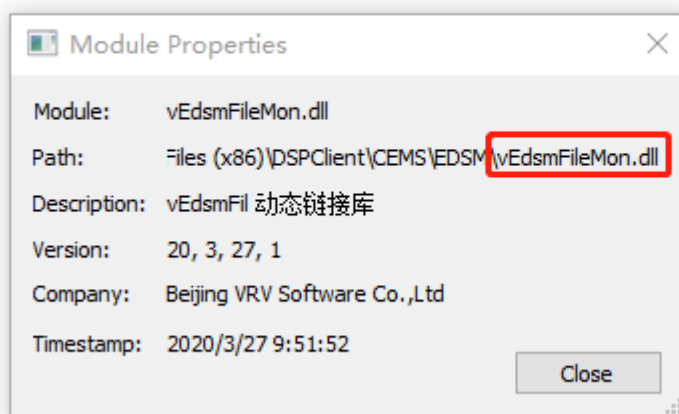 Module Properties
Module: vEdsmFileMon.dll
Path: Files (x86)\DSPClient\CEMS\EDSM\vEdsmFileMon.dll
Description: vEdsmFil 动态链接库
Version: 20, 3, 27, 1
Company: Beijing VRV Software Co.,Ltd
Timestamp: 2020/3/27 9:51:52
Close